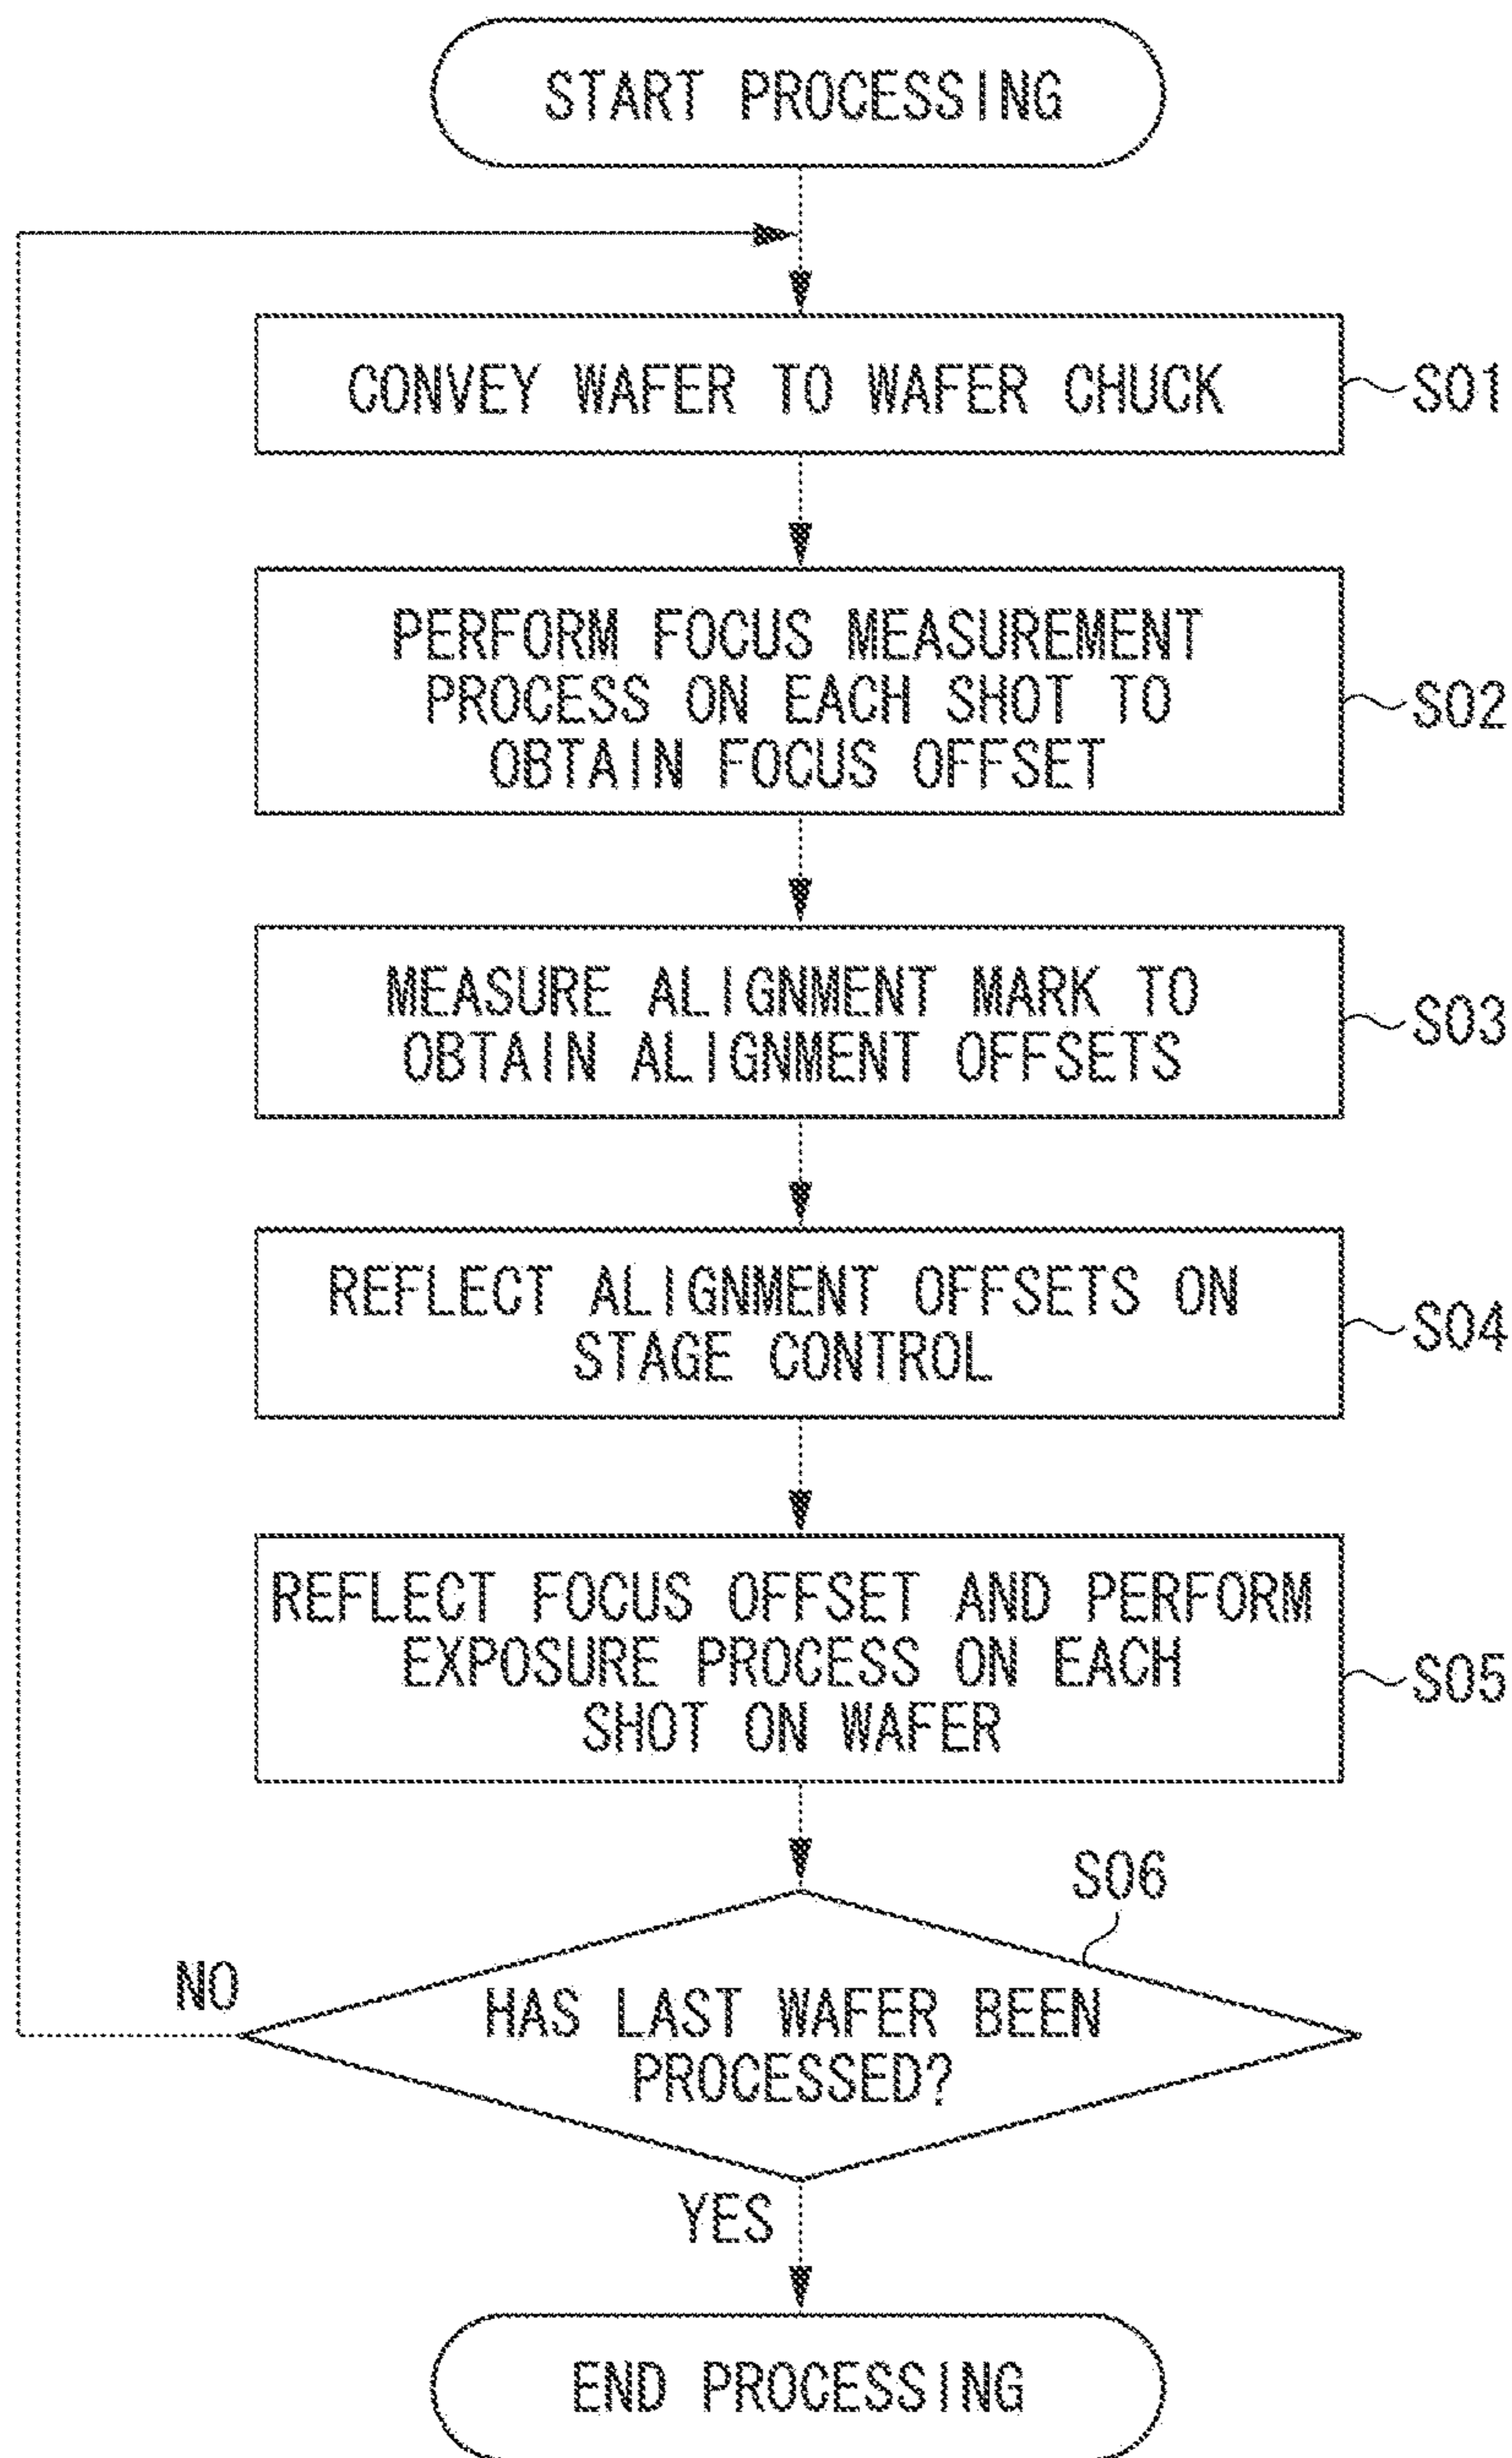 START PROCESSING
CONVEY WAFER TO WAFER CHUCK
S01
PERFORM FOCUS MEASUREMENT
PROCESS ON EACH SHOT TO
OBTAIN FOCUS OFFSET
S02
MEASURE ALIGNMENT MARK TO
OBTAIN ALIGNMENT OFFSETS
S03
REFLECT ALIGNMENT OFFSETS ON
STAGE CONTROL
S04
REFLECT FOCUS OFFSET AND PERFORM
EXPOSURE PROCESS ON EACH
SHOT ON WAFER
S05
S06
HAS LAST WAFER BEEN
PROCESSED?
NO
YES
END PROCESSING